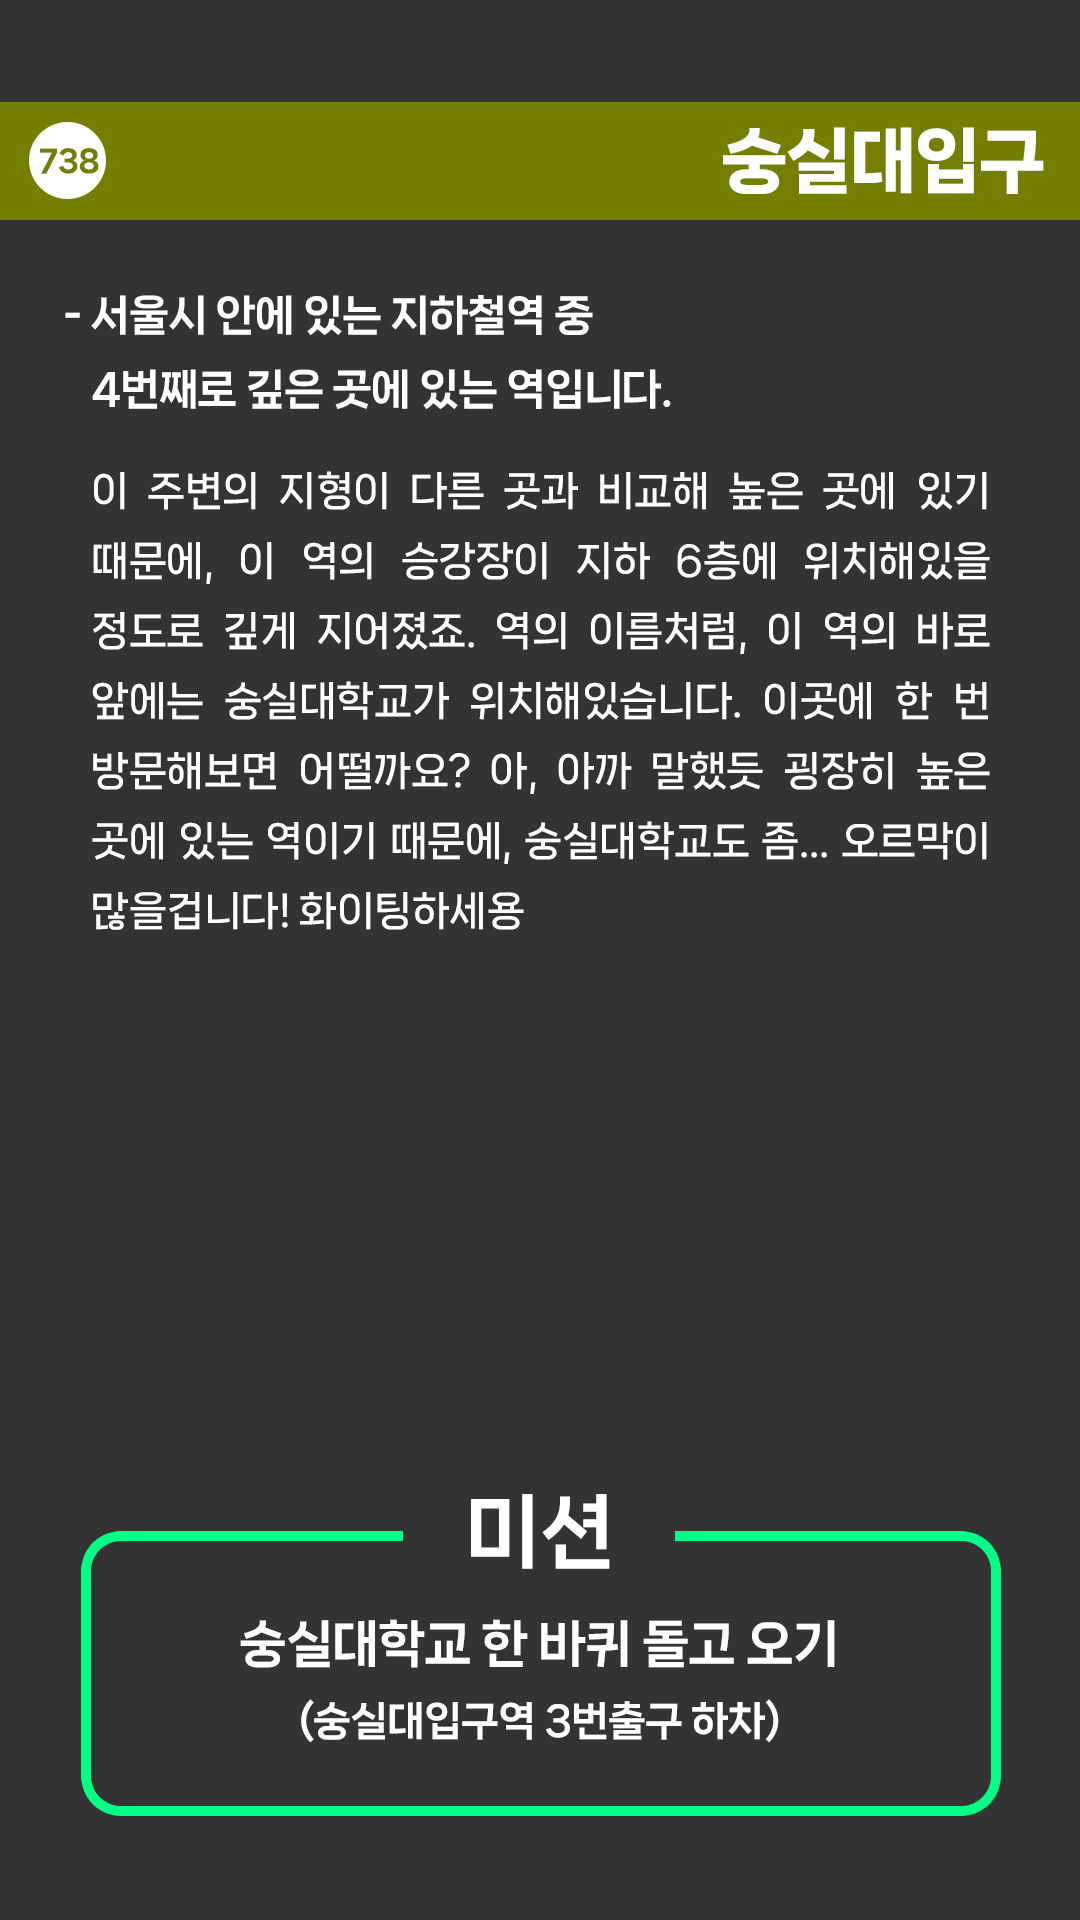 738
숭실대입구
- 서울시 안에 있는 지하철역 중
4번째로 깊은 곳에 있는 역입니다.
이 주변의 지형이 다른 곳과 비교해 높은 곳에 있기
때문에, 이 역의 승강장이 지하 6층에 위치해있을
정도로 깊게 지어졌죠. 역의 이름처럼, 이 역의 바로
앞에는 숭실대학교가 위치해있습니다. 이곳에 한 번
방문해보면 어떨까요? 아, 아까 말했듯 굉장히 높은
곳에 있는 역이기 때문에, 숭실대학교도 좀... 오르막이
많을겁니다! 화이팅하세용
미션
숭실대학교 한 바퀴 돌고 오기
(숭실대입구역 3번출구 하차)